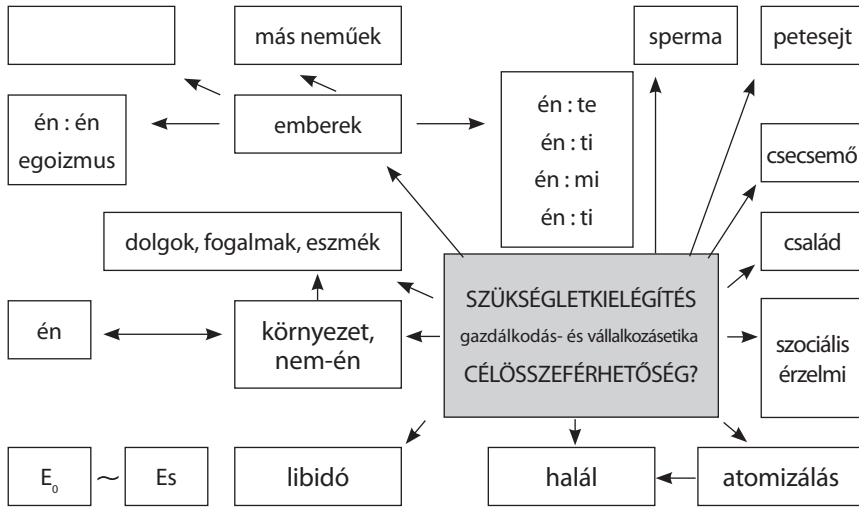 más neműek
sperma
petesejt
én : én
egoizmus
emberek
én : te
én : ti
én : mi
én : ti
csecsemő
dolgok, fogalmak, eszmék
család
SZÜKSÉGLETKIELÉGÍTÉS
gazdálkodás- és vállalkozásetika
CÉLÖSSZEFÉRHETŐSÉG?
én
környezet,
nem-én
szociális
érzelmi
E₀ ~ Es
libidó
halál
atomizálás